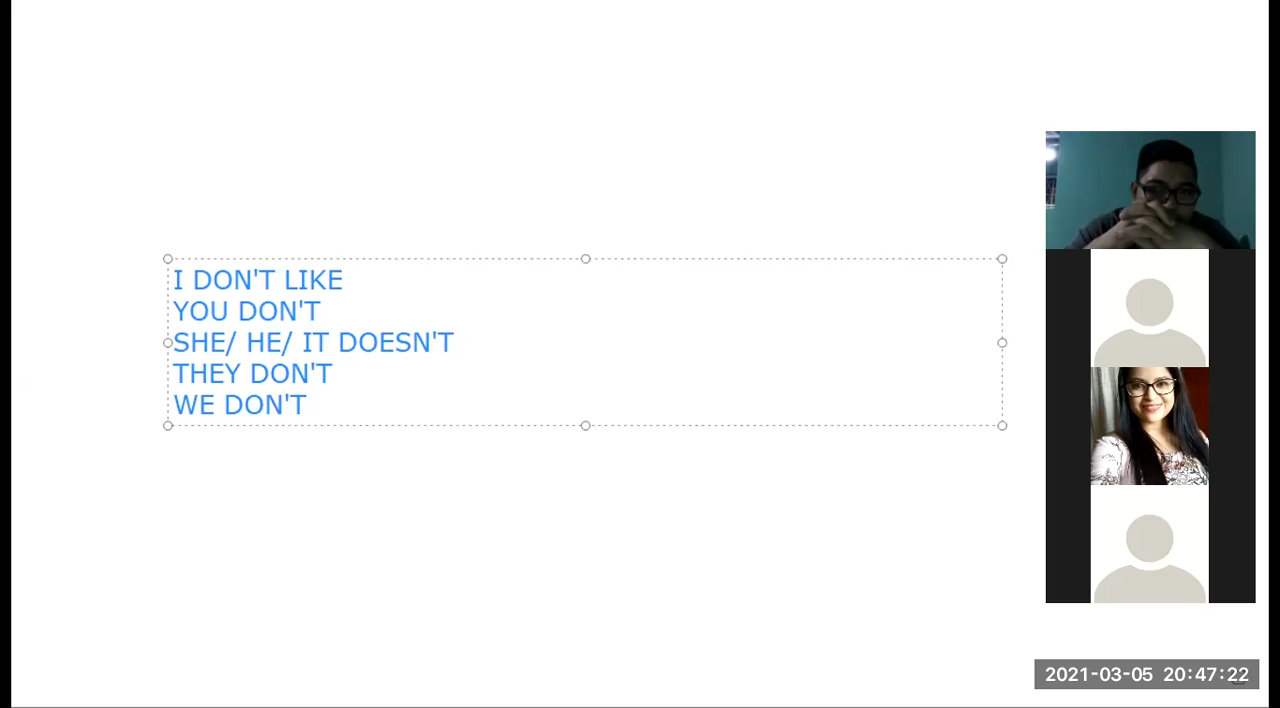 I DON'T LIKE
YOU DON'T
SHE/ HE/ IT DOESN'T
THEY DON'T
WE DON'T
2021-03-05 20:47:22